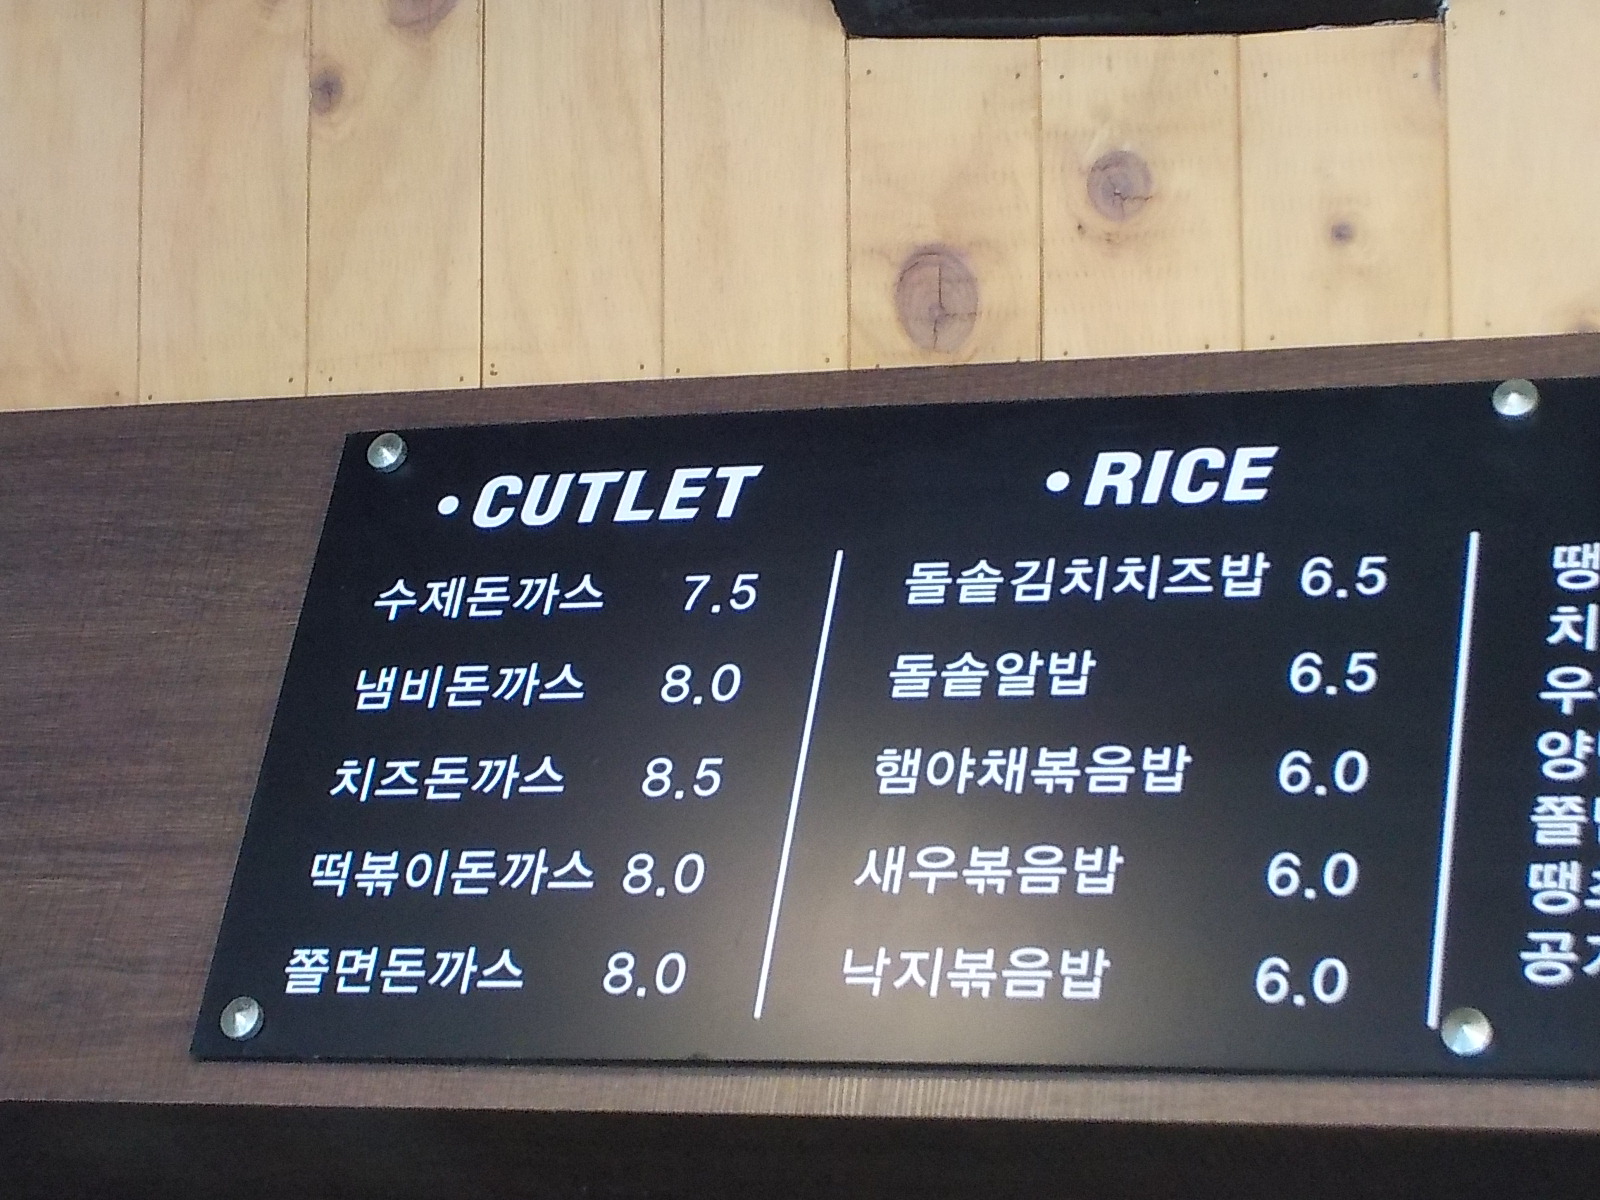 • CUTLET
수제돈까스 7.5
냄비돈까스 8.0
치즈돈까스 8.5
떡볶이돈까스 8.0
쫄면돈까스 8.0
• RICE
돌솥김치치즈밥 6.5
돌솥알밥 6.5
햄야채볶음밥 6.0
새우볶음밥 6.0
낙지볶음밥 6.0